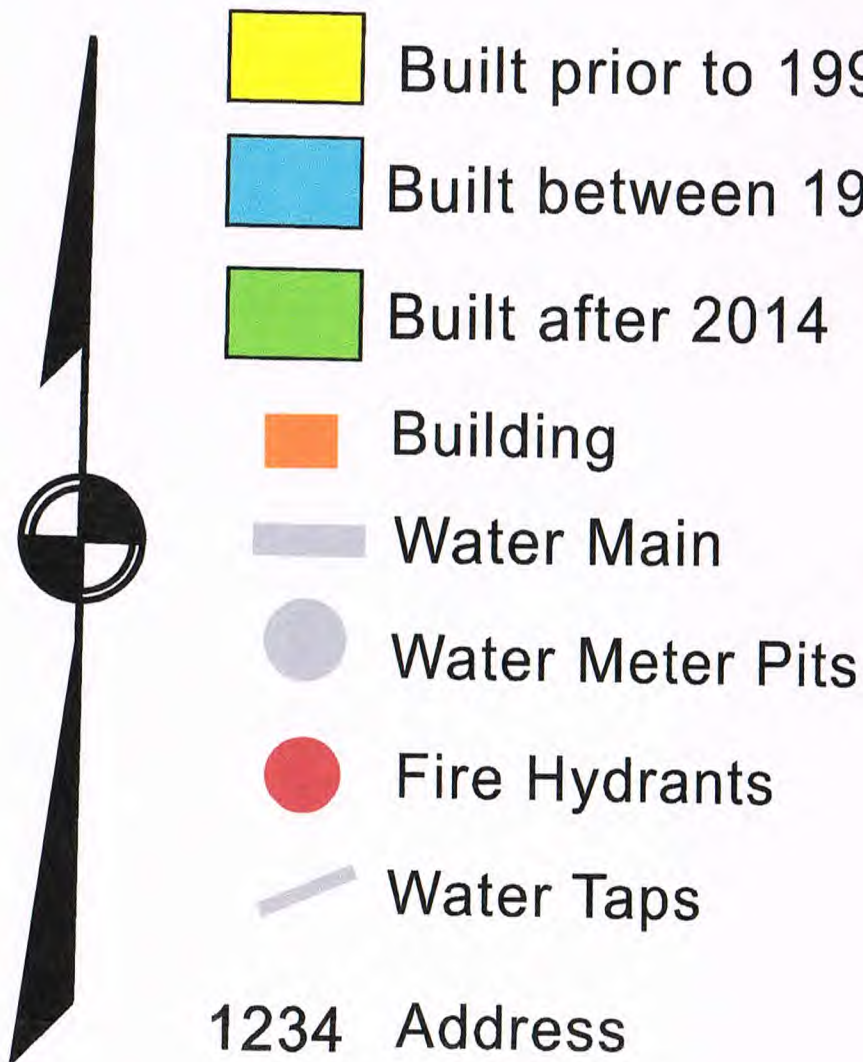 Built prior to 199
Built between 19
Built after 2014
Building
Water Main
Water Meter Pits
Fire Hydrants
Water Taps
1234 Address